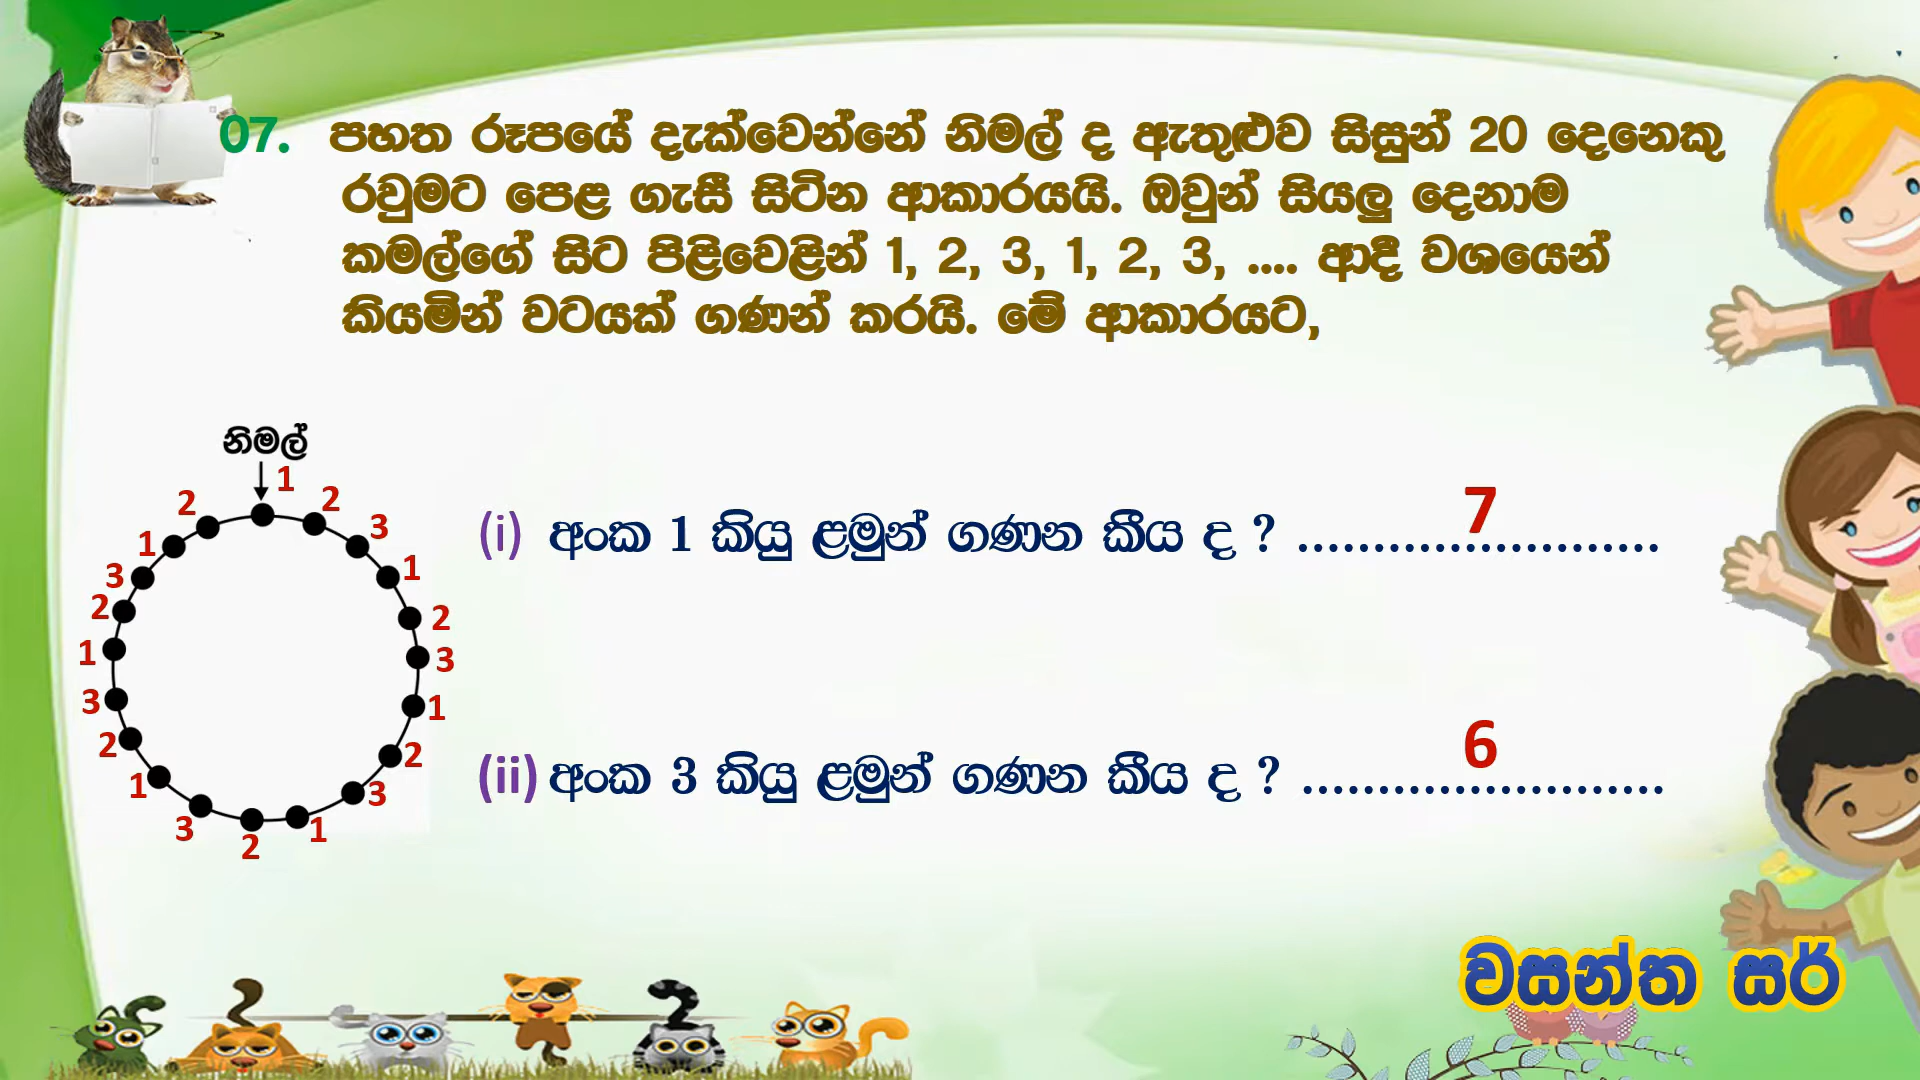 07. පහත රූපයේ දැක්වෙන්නේ නිමල් ද ඇතුළුව සිසුන් 20 දෙනෙකු
රවුමට පෙළ ගැසී සිටින ආකාරයයි. ඔවුන් සියලු දෙනාම
කමල්ගේ සිට පිළිවෙළින් 1, 2, 3, 1, 2, 3, .... ආදී වශයෙන්
කියමින් වටයක් ගණන් කරයි. මේ ආකාරයට,
නිමල්
1
2
3
1
2
3
1
2
3
1
2
3
1
2
3
1
2
3
1
2
(i) අංක 1 කියු ළමුන් ගණන කීය ද ? ........................ 7
(ii) අංක 3 කියු ළමුන් ගණන කීය ද ? ........................ 6
වසන්ත සර්